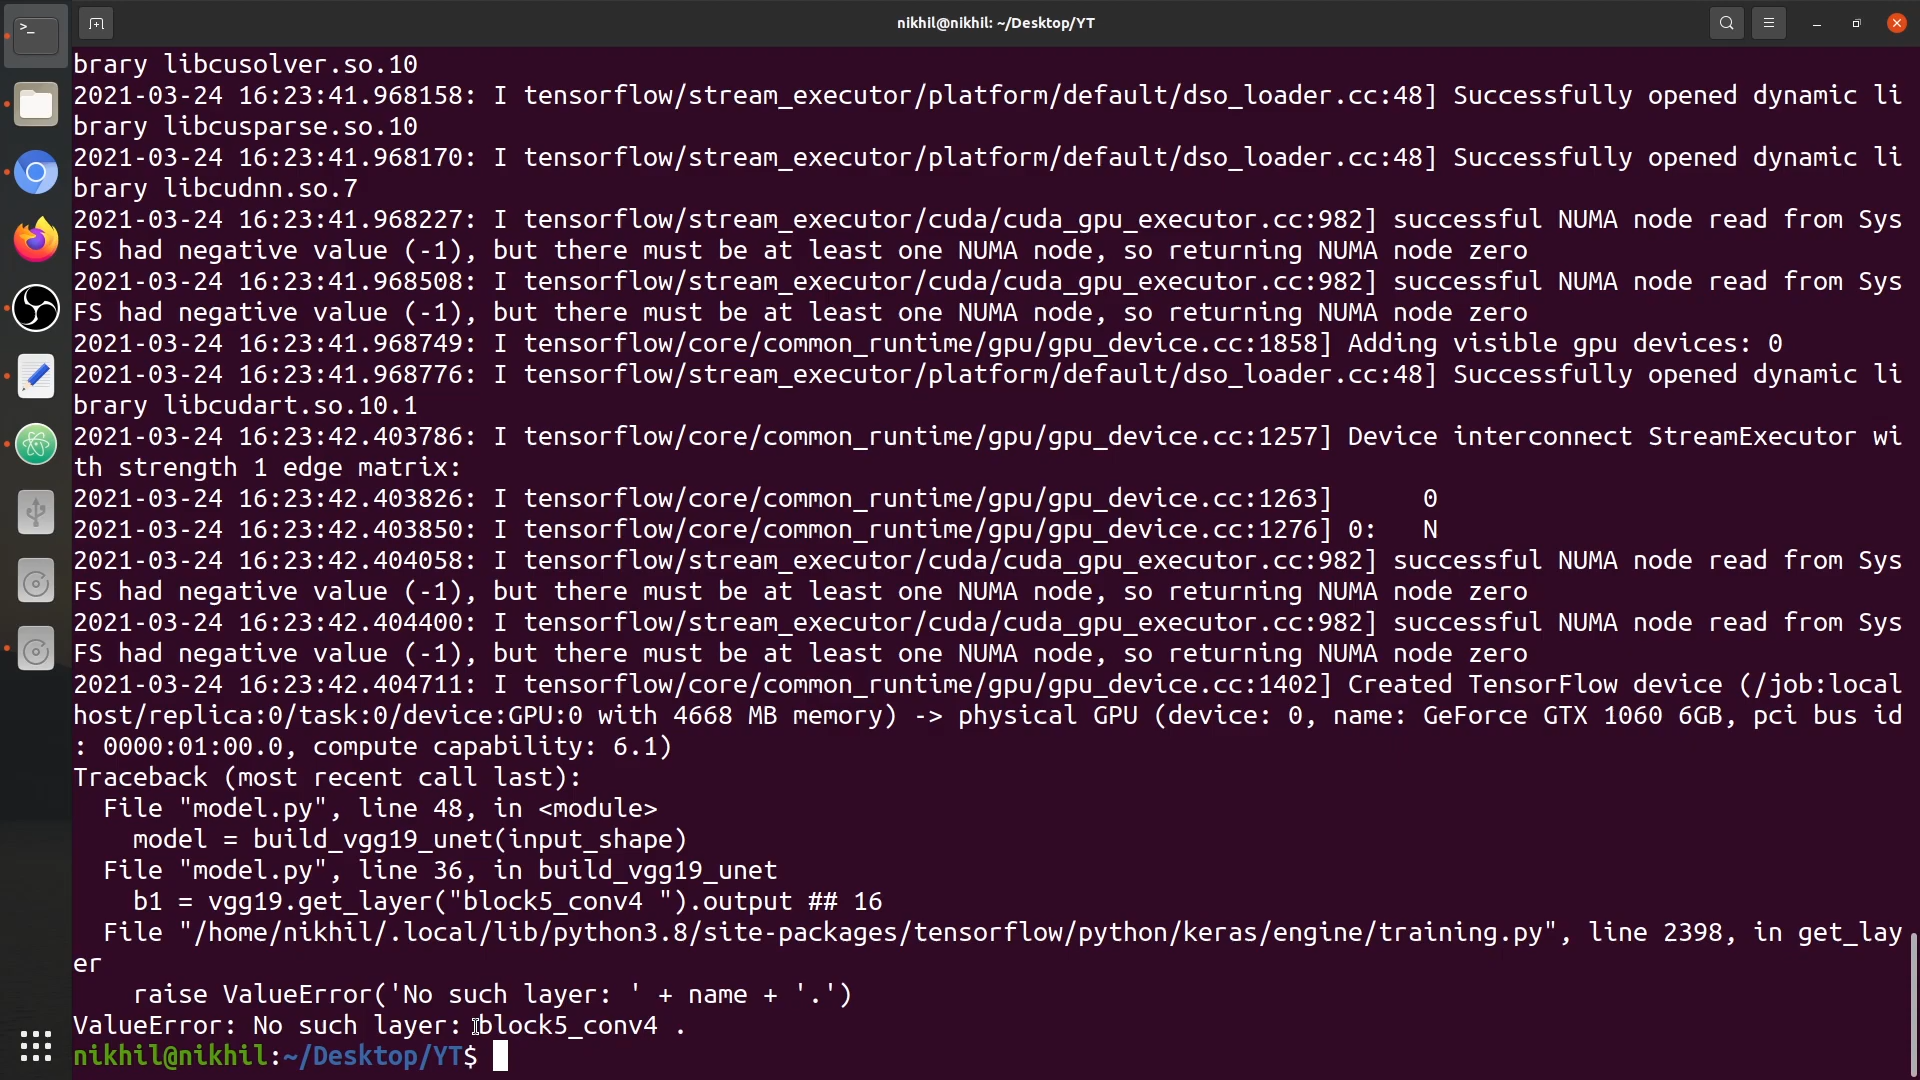 nikhil@nikhil: ~/Desktop/YT
brary libcusolver.so.10
2021-03-24 16:23:41.968158: I tensorflow/stream_executor/platform/default/dso_loader.cc:48] Successfully opened dynamic li
brary libcusparse.so.10
2021-03-24 16:23:41.968170: I tensorflow/stream_executor/platform/default/dso_loader.cc:48] Successfully opened dynamic li
brary libcudnn.so.7
2021-03-24 16:23:41.968227: I tensorflow/stream_executor/cuda/cuda_gpu_executor.cc:982] successful NUMA node read from Sys
FS had negative value (-1), but there must be at least one NUMA node, so returning NUMA node zero
2021-03-24 16:23:41.968508: I tensorflow/stream_executor/cuda/cuda_gpu_executor.cc:982] successful NUMA node read from Sys
FS had negative value (-1), but there must be at least one NUMA node, so returning NUMA node zero
2021-03-24 16:23:41.968749: I tensorflow/core/common_runtime/gpu/gpu_device.cc:1858] Adding visible gpu devices: 0
2021-03-24 16:23:41.968776: I tensorflow/stream_executor/platform/default/dso_loader.cc:48] Successfully opened dynamic li
brary libcudart.so.10.1
2021-03-24 16:23:42.403786: I tensorflow/core/common_runtime/gpu/gpu_device.cc:1257] Device interconnect StreamExecutor wi
th strength 1 edge matrix:
2021-03-24 16:23:42.403826: I tensorflow/core/common_runtime/gpu/gpu_device.cc:1263]      0
2021-03-24 16:23:42.403850: I tensorflow/core/common_runtime/gpu/gpu_device.cc:1276] 0:   N
2021-03-24 16:23:42.404058: I tensorflow/stream_executor/cuda/cuda_gpu_executor.cc:982] successful NUMA node read from Sys
FS had negative value (-1), but there must be at least one NUMA node, so returning NUMA node zero
2021-03-24 16:23:42.404400: I tensorflow/stream_executor/cuda/cuda_gpu_executor.cc:982] successful NUMA node read from Sys
FS had negative value (-1), but there must be at least one NUMA node, so returning NUMA node zero
2021-03-24 16:23:42.404711: I tensorflow/core/common_runtime/gpu/gpu_device.cc:1402] Created TensorFlow device (/job:local
host/replica:0/task:0/device:GPU:0 with 4668 MB memory) -> physical GPU (device: 0, name: GeForce GTX 1060 6GB, pci bus id
: 0000:01:00.0, compute capability: 6.1)
Traceback (most recent call last):
  File "model.py", line 48, in <module>
    model = build_vgg19_unet(input_shape)
  File "model.py", line 36, in build_vgg19_unet
    b1 = vgg19.get_layer("block5_conv4 ").output ## 16
  File "/home/nikhil/.local/lib/python3.8/site-packages/tensorflow/python/keras/engine/training.py", line 2398, in get_lay
er
    raise ValueError('No such layer: ' + name + '.')
ValueError: No such layer: block5_conv4 .
nikhil@nikhil:~/Desktop/YT$